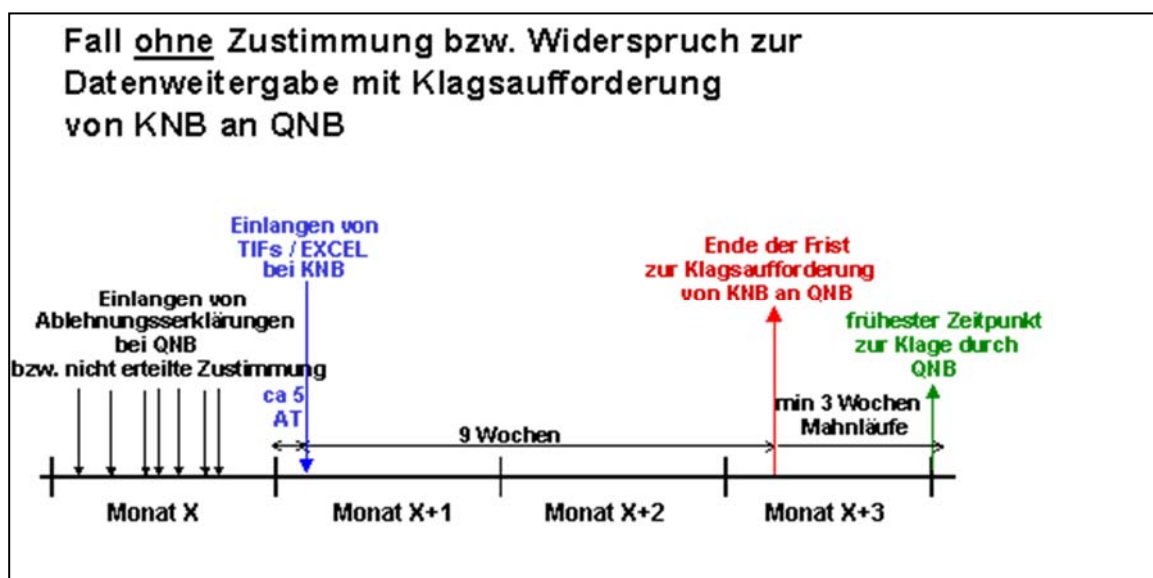 Fall ohne Zustimmung bzw. Widerspruch zur
Datenweitergabe mit Klagsaufforderung
von KNB an QNB
Einlangen von
TIFs / EXCEL
bei KNB
Ende der Frist
zur Klagsaufforderung
von KNB an QNB
Einlangen von
Ablehnungsserklärungen
bei QNB
bzw. nicht erteilte Zustimmung
frühester Zeitpunkt
zur Klage durch
QNB
ca 5
AT
9 Wochen
min 3 Wochen
Mahnläufe
Monat X
Monat X+1
Monat X+2
Monat X+3